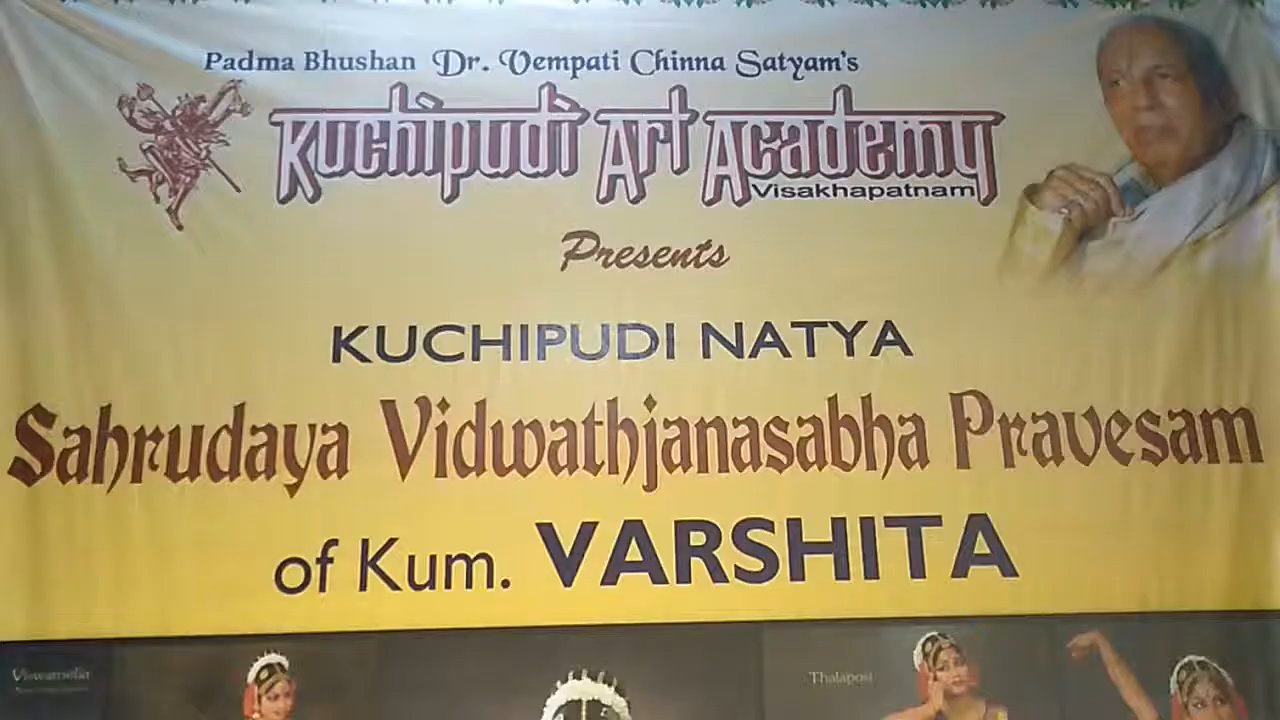 Padma Bhushan Dr. Vempati Chinna Satyam's
Kuchipudi Art Academy
Visakhapatnam
Presents
KUCHIPUDI NATYA
Sahrudaya Vidwathjanasabha Pravesam
of Kum. VARSHITA
Thalaposi